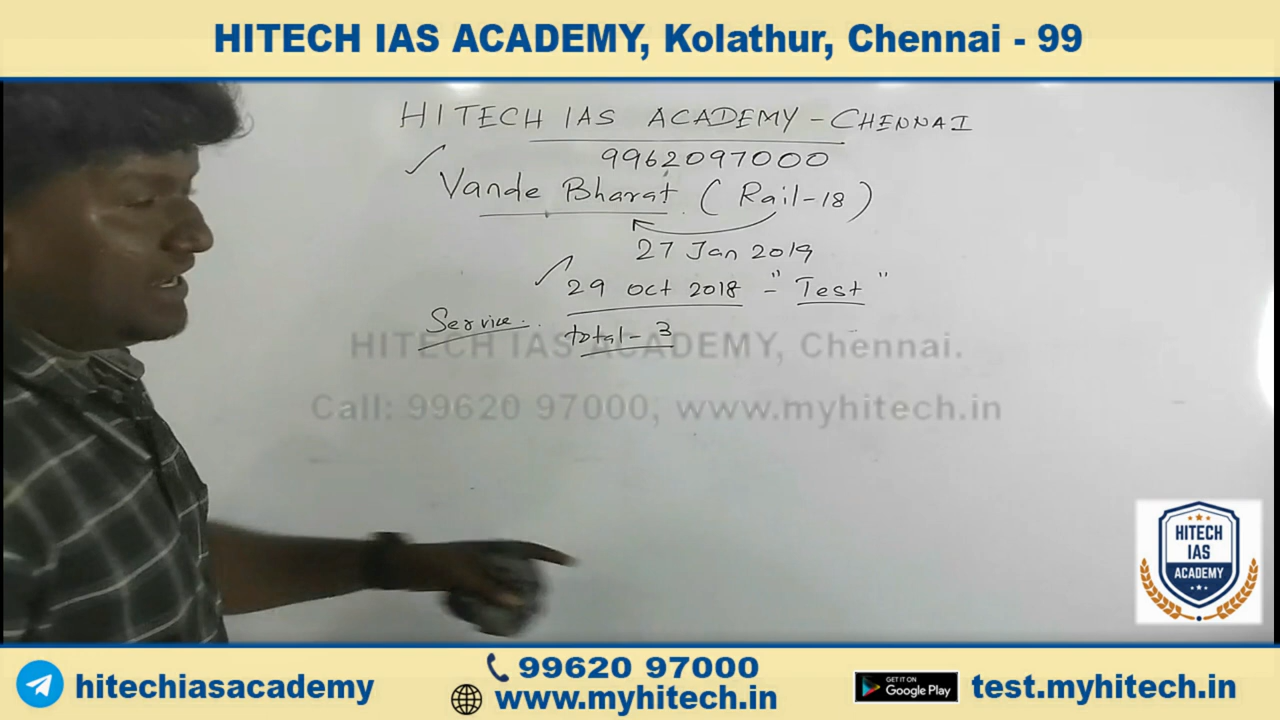 HITECH IAS ACADEMY, Kolathur, Chennai - 99
HITECH IAS ACADEMY - CHENNAI
9962097000
Vande Bharat. (Rail-18)
27 Jan 2019
29 Oct 2018 - "Test"
Service.
total - 3
HITECH IAS ACADEMY, Chennai.
Call: 99620 97000, www.myhitech.in
HITECH
IAS
ACADEMY
hitechiasacademy
99620 97000
www.myhitech.in
GET IT ON
Google Play
test.myhitech.in